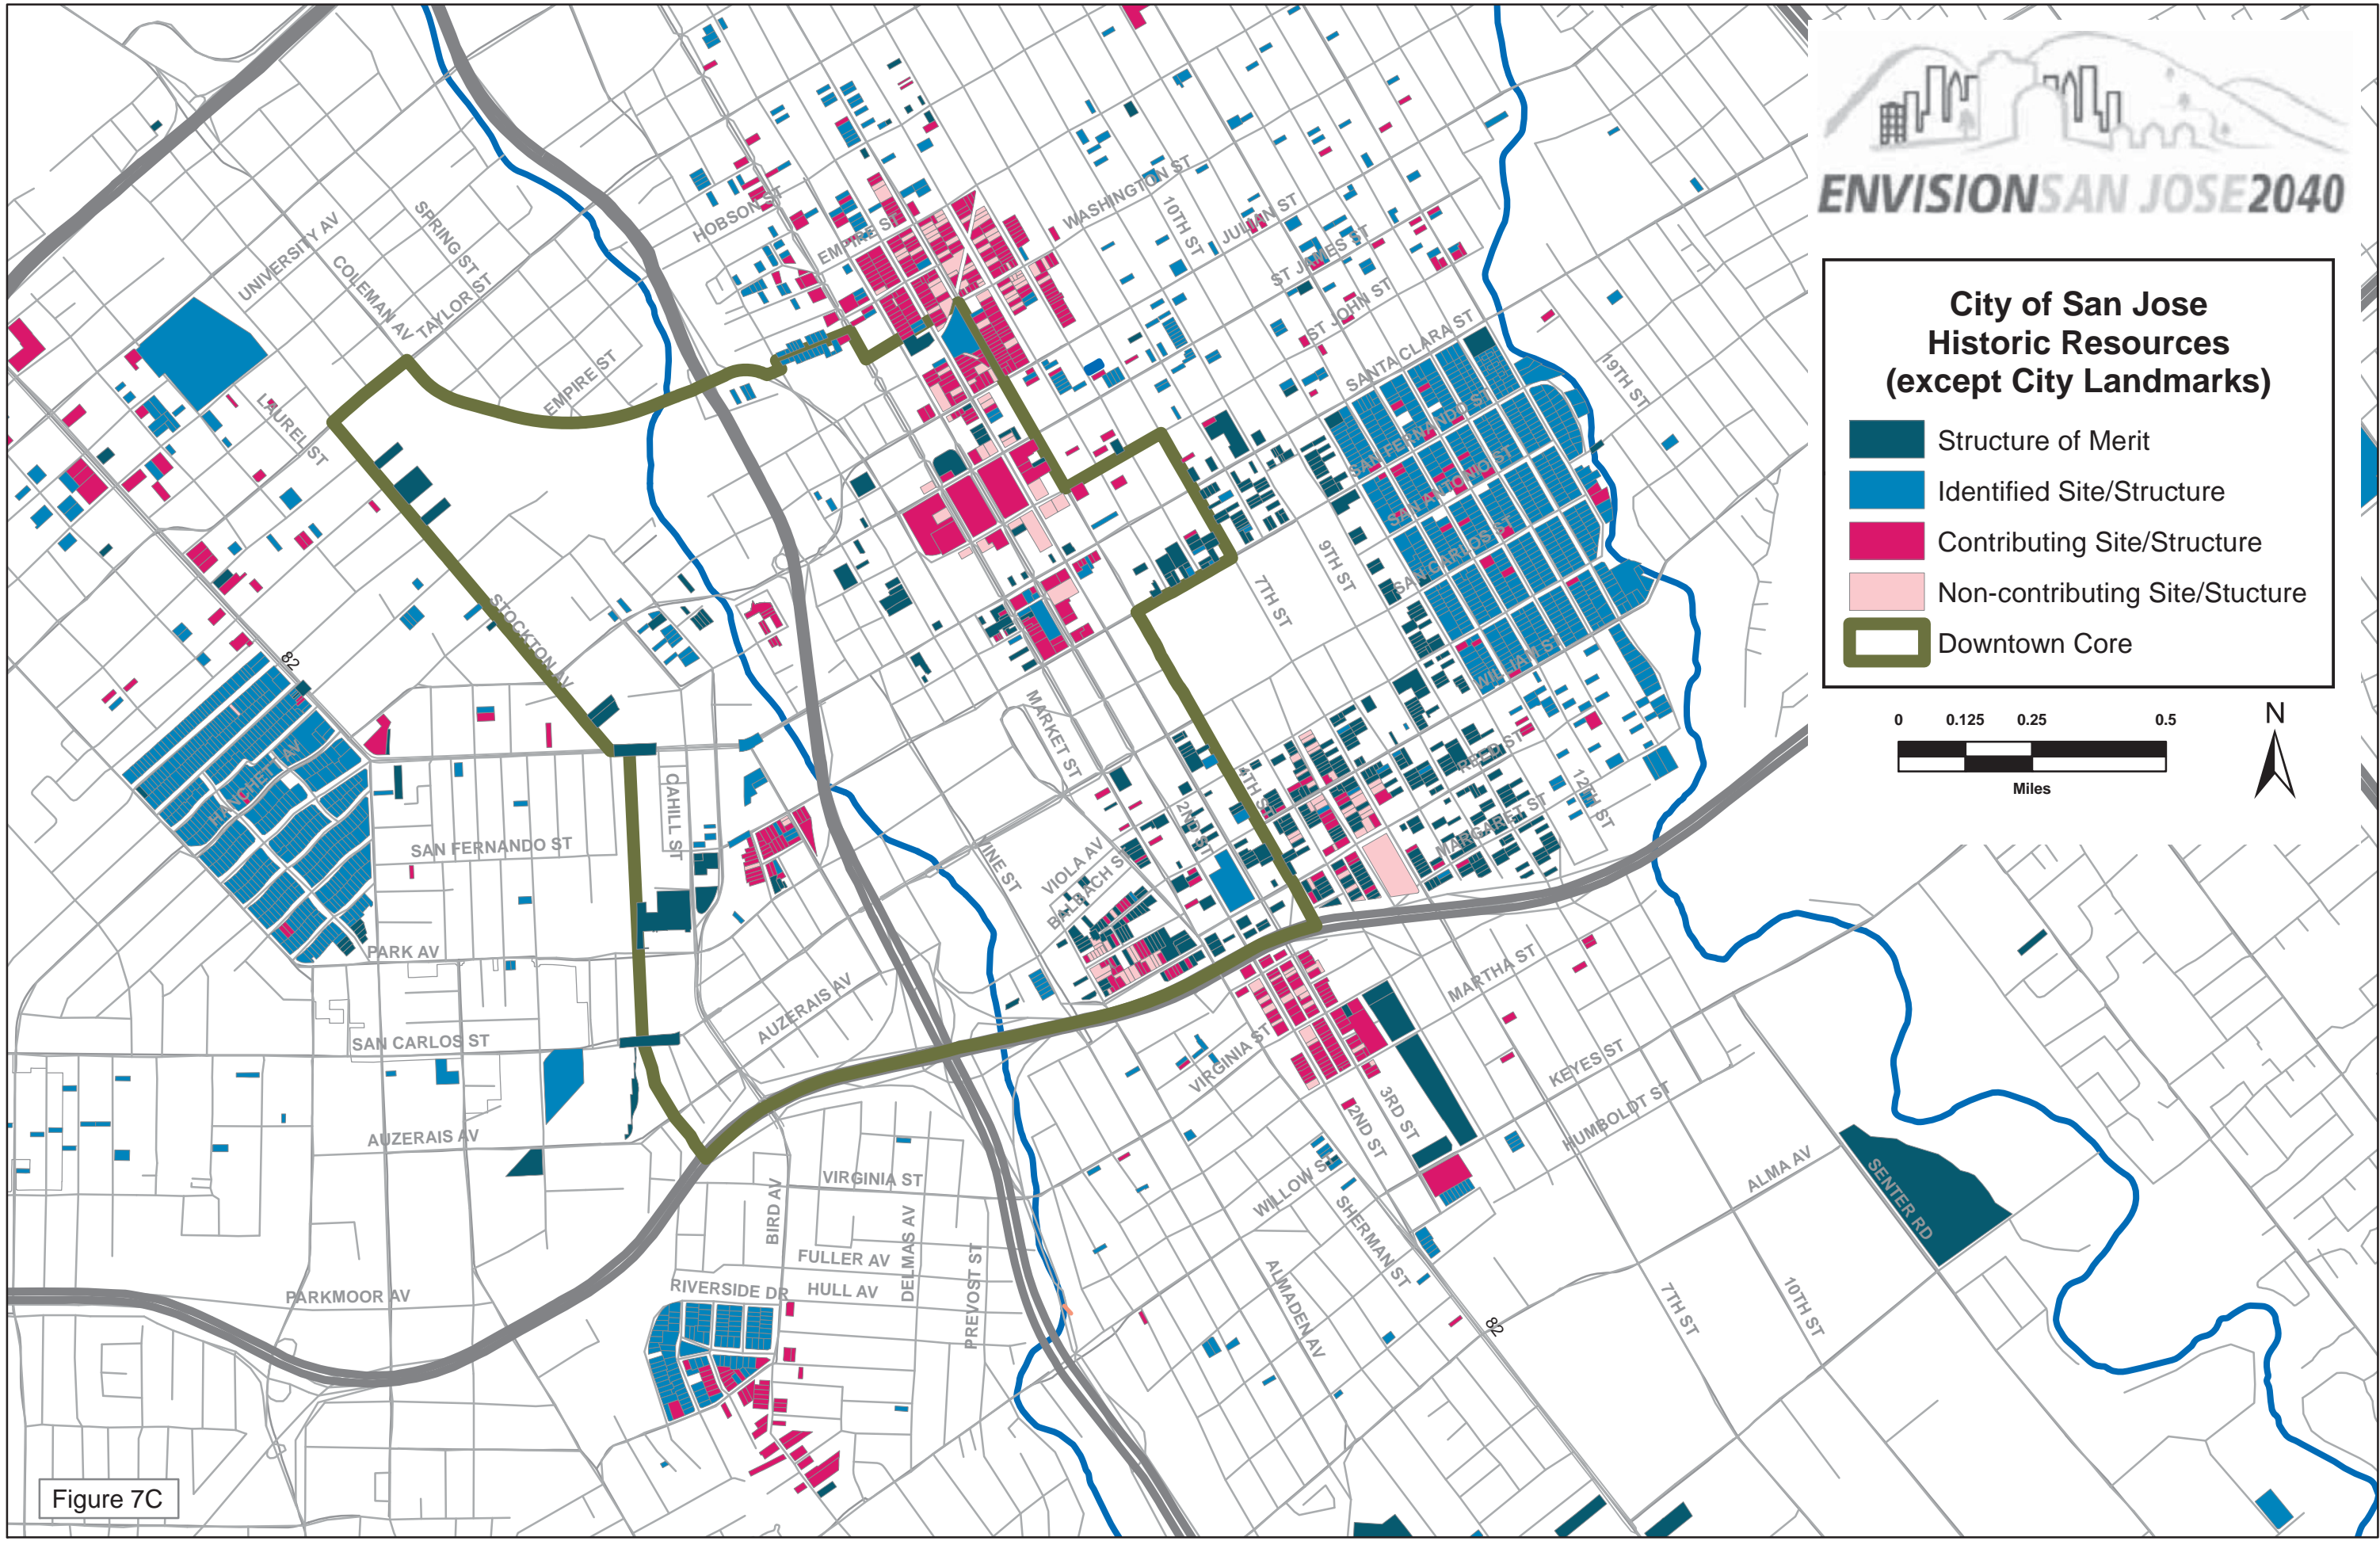 ENVISIONSAN JOSE2040
City of San Jose
Historic Resources
(except City Landmarks)
Structure of Merit
Identified Site/Structure
Contributing Site/Structure
Non-contributing Site/Stucture
Downtown Core
0 0.125 0.25 0.5
Miles
N
HOBSON ST
WASHINGTON ST
10TH ST
JULIAN ST
EMPIRE ST
UNIVERSITY AV
SPRING ST
COLEMAN AV
TAYLOR ST
ST JAMES ST
ST JOHN ST
SANTA CLARA ST
19TH ST
EMPIRE ST
LAUREL ST
SAN FERNANDO ST
SAN ANTONIO ST
SAN CARLOS ST
9TH ST
7TH ST
STOCKTON AV
82
WILLIAM ST
MARKET ST
HANCHETT AV
CAHILL ST
REED ST
12TH ST
5TH ST
2ND ST
MARGARET ST
SAN FERNANDO ST
VINE ST
VIOLA AV
BALBACH ST
PARK AV
MARTHA ST
AUZERAIS AV
SAN CARLOS ST
VIRGINIA ST
KEYES ST
3RD ST
2ND ST
HUMBOLDT ST
AUZERAIS AV
VIRGINIA ST
WILLOW ST
ALMA AV
SENTER RD
BIRD AV
SHERMAN ST
FULLER AV
DELMAS AV
PREVOST ST
ALMADEN AV
RIVERSIDE DR
HULL AV
PARKMOOR AV
7TH ST
10TH ST
82
Figure 7C